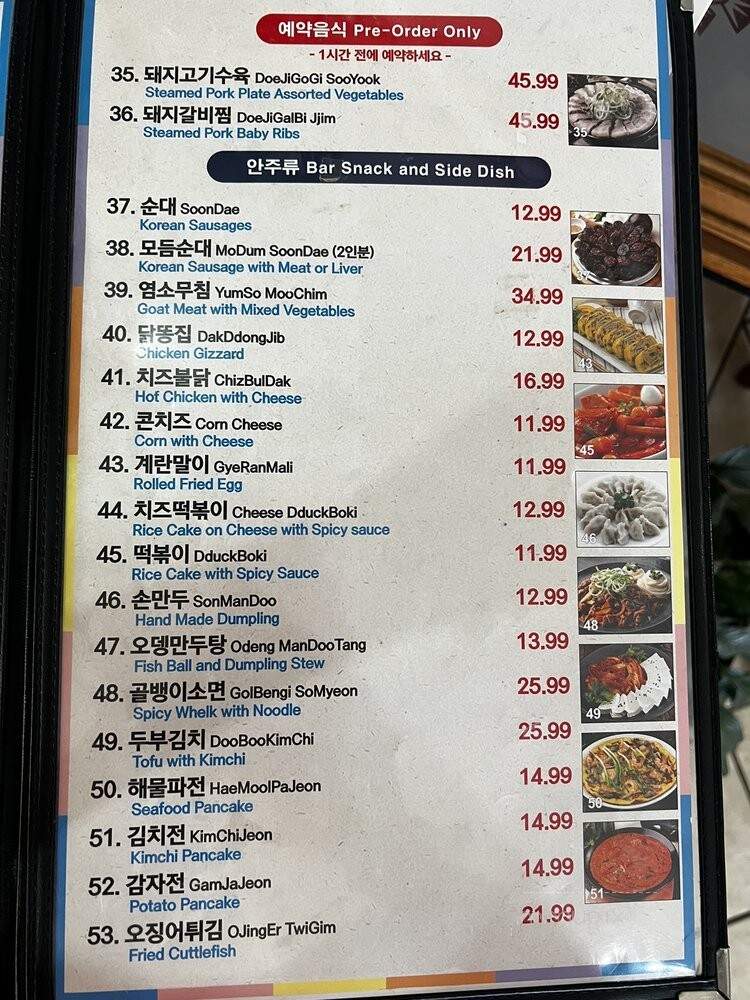 예약음식 Pre-Order Only
- 1시간 전에 예약하세요 -
35. 돼지고기수육 DoeJiGoGi SooYook 45.99
Steamed Pork Plate Assorted Vegetables
36. 돼지갈비찜 DoeJiGalBi Jjim 45.99
Steamed Pork Baby Ribs
35
안주류 Bar Snack and Side Dish
37. 순대 SoonDae 12.99
Korean Sausages
38. 모듬순대 MoDum SoonDae (2인분) 21.99
Korean Sausage with Meat or Liver
37
39. 염소무침 YumSo MooChim 34.99
Goat Meat with Mixed Vegetables
40. 닭똥집 DakDdongJib 12.99
Chicken Gizzard
43
41. 치즈불닭 ChizBulDak 16.99
Hot Chicken with Cheese
42. 콘치즈 Corn Cheese 11.99
Corn with Cheese
45
43. 계란말이 GyeRanMali 11.99
Rolled Fried Egg
44. 치즈떡볶이 Cheese DduckBoki 12.99
Rice Cake on Cheese with Spicy sauce
46
45. 떡볶이 DduckBoki 11.99
Rice Cake with Spicy Sauce
46. 손만두 SonManDoo 12.99
Hand Made Dumpling
48
47. 오뎅만두탕 Odeng ManDooTang 13.99
Fish Ball and Dumpling Stew
48. 골뱅이소면 GolBengi SoMyeon 25.99
Spicy Whelk with Noodle
49
49. 두부김치 DooBooKimChi 25.99
Tofu with Kimchi
50. 해물파전 HaeMoolPaJeon 14.99
Seafood Pancake
50
51. 김치전 KimChiJeon 14.99
Kimchi Pancake
52. 감자전 GamJaJeon 14.99
Potato Pancake
51
53. 오징어튀김 OJingEr TwiGim 21.99
Fried Cuttlefish